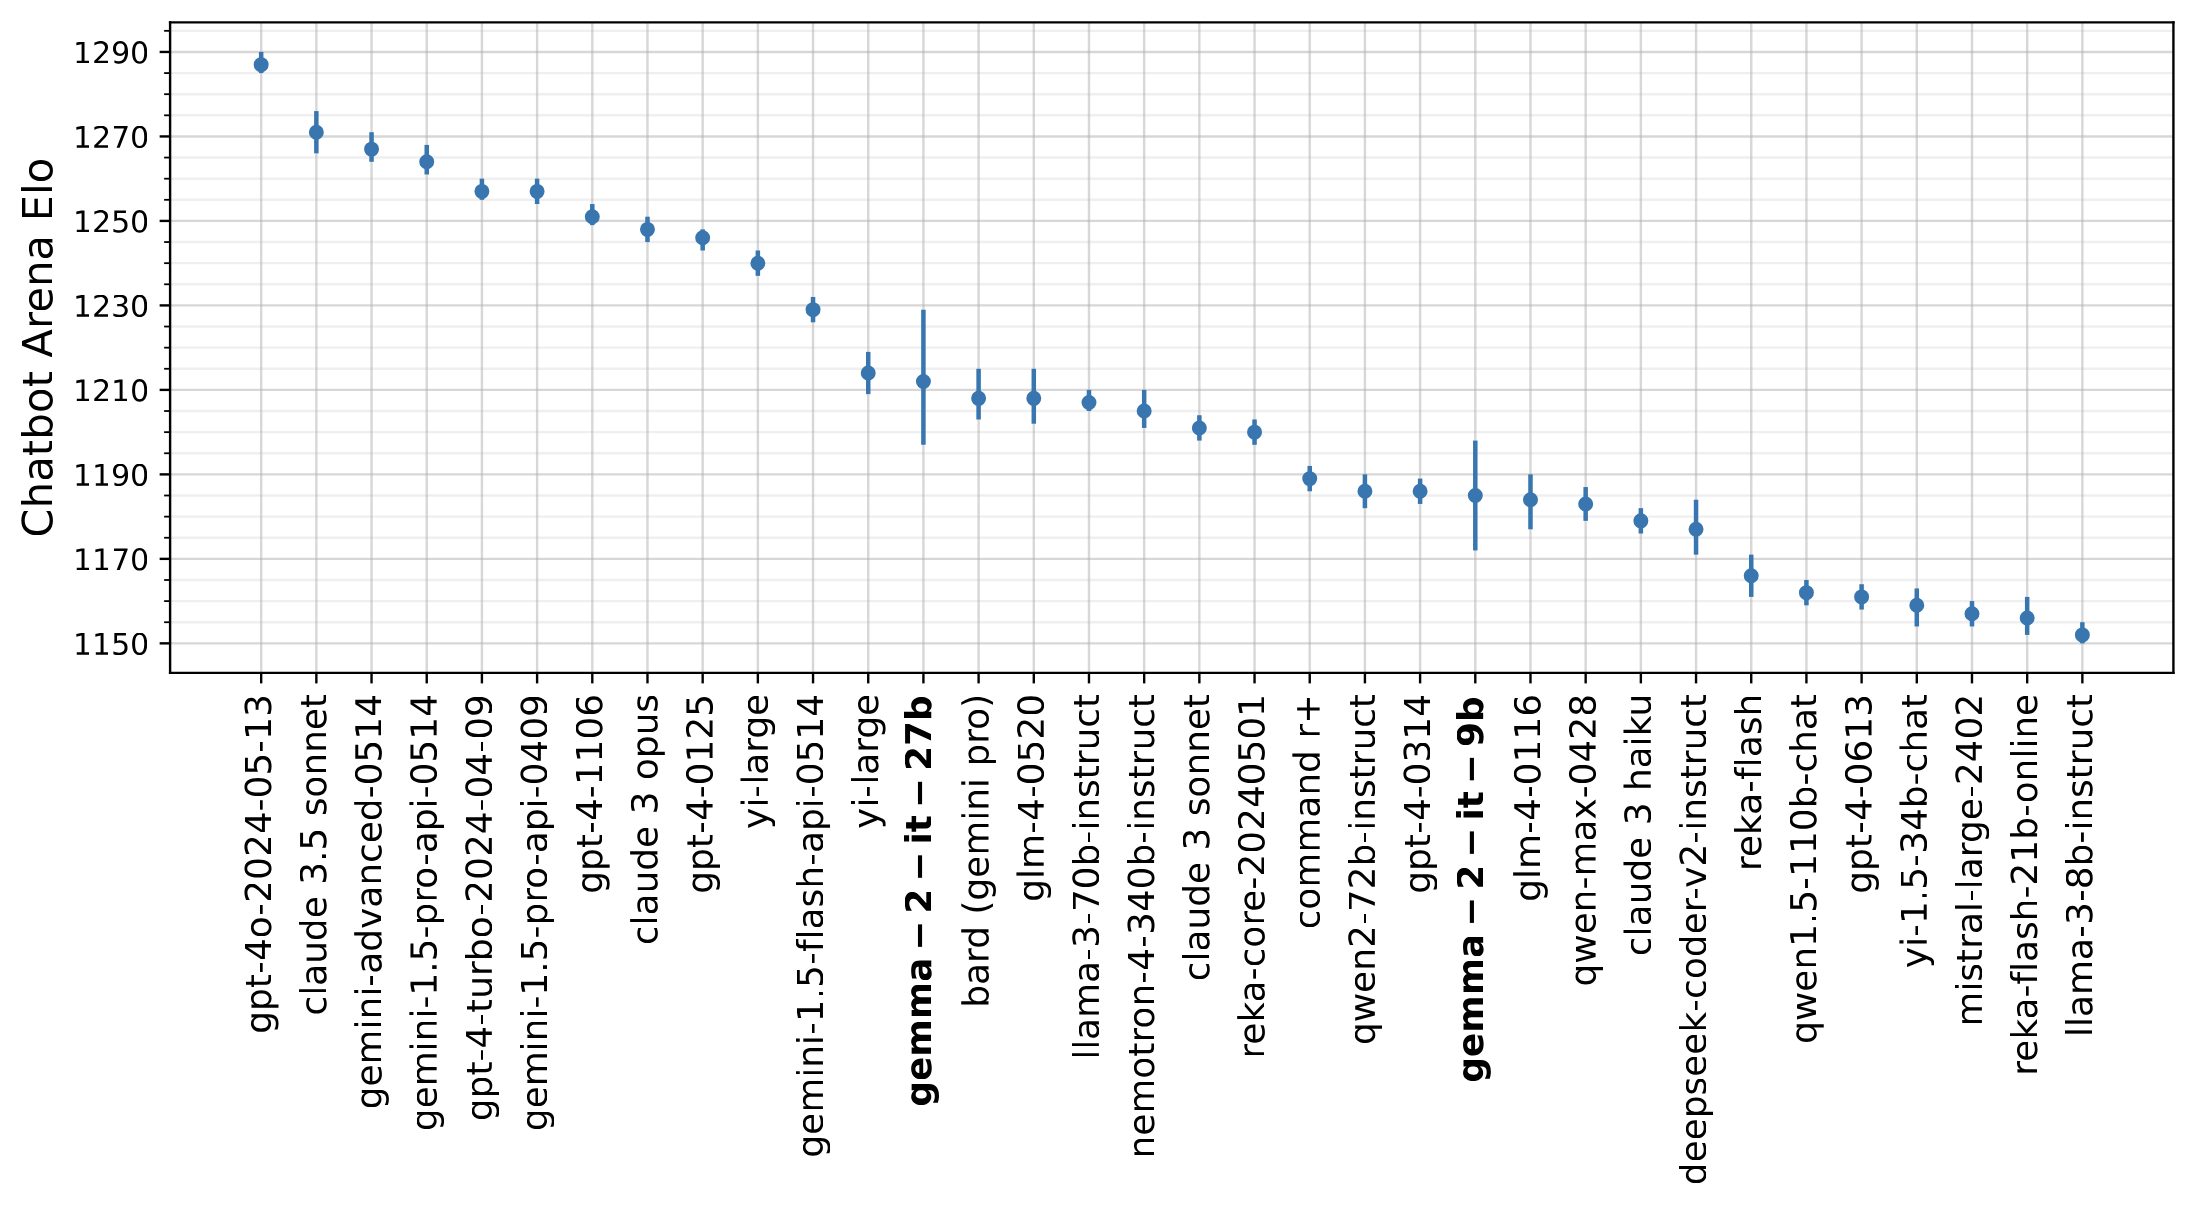 Chatbot Arena Elo
1290
1270
1250
1230
1210
1190
1170
1150
gpt-4o-2024-05-13
claude 3.5 sonnet
gemini-advanced-0514
gemini-1.5-pro-api-0514
gpt-4-turbo-2024-04-09
gemini-1.5-pro-api-0409
gpt-4-1106
claude 3 opus
gpt-4-0125
yi-large
gemini-1.5-flash-api-0514
yi-large
gemma − 2 − it − 27b
bard (gemini pro)
glm-4-0520
llama-3-70b-instruct
nemotron-4-340b-instruct
claude 3 sonnet
reka-core-20240501
command r+
qwen2-72b-instruct
gpt-4-0314
gemma − 2 − it − 9b
glm-4-0116
qwen-max-0428
claude 3 haiku
deepseek-coder-v2-instruct
reka-flash
qwen1.5-110b-chat
gpt-4-0613
yi-1.5-34b-chat
mistral-large-2402
reka-flash-21b-online
llama-3-8b-instruct